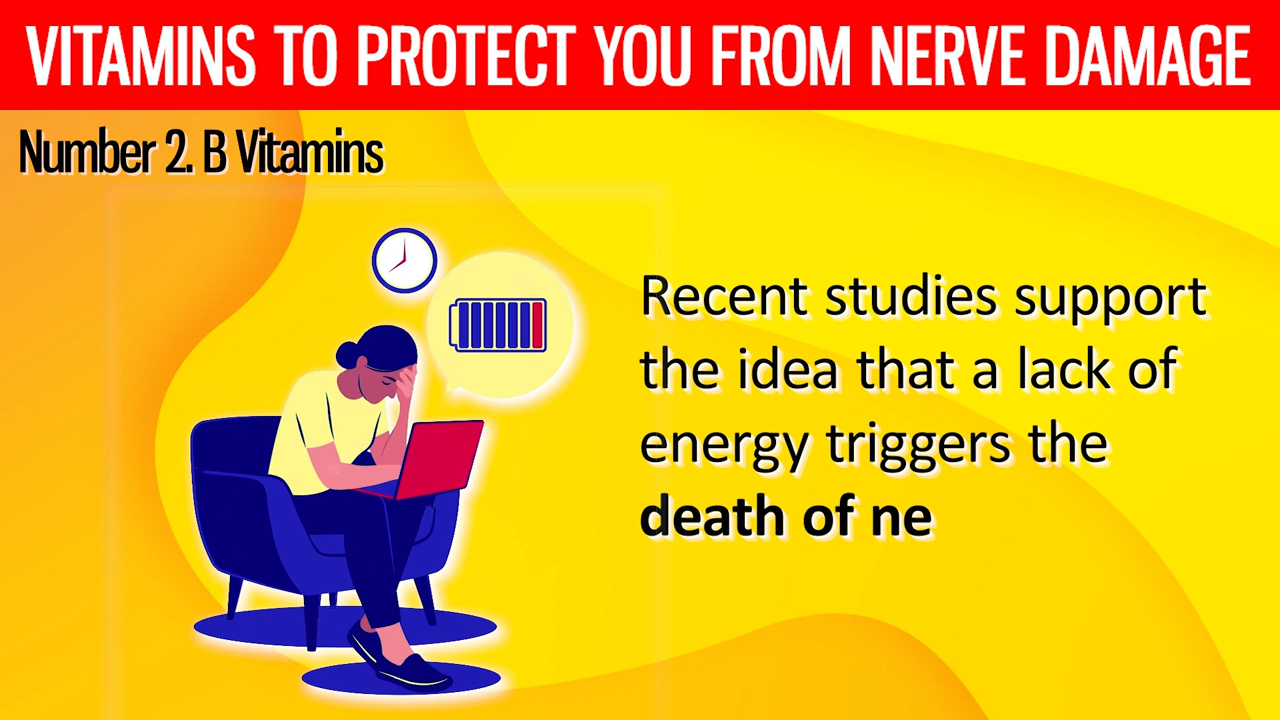 VITAMINS TO PROTECT YOU FROM NERVE DAMAGE
Number 2. B Vitamins
Recent studies support
the idea that a lack of
energy triggers the
death of ne